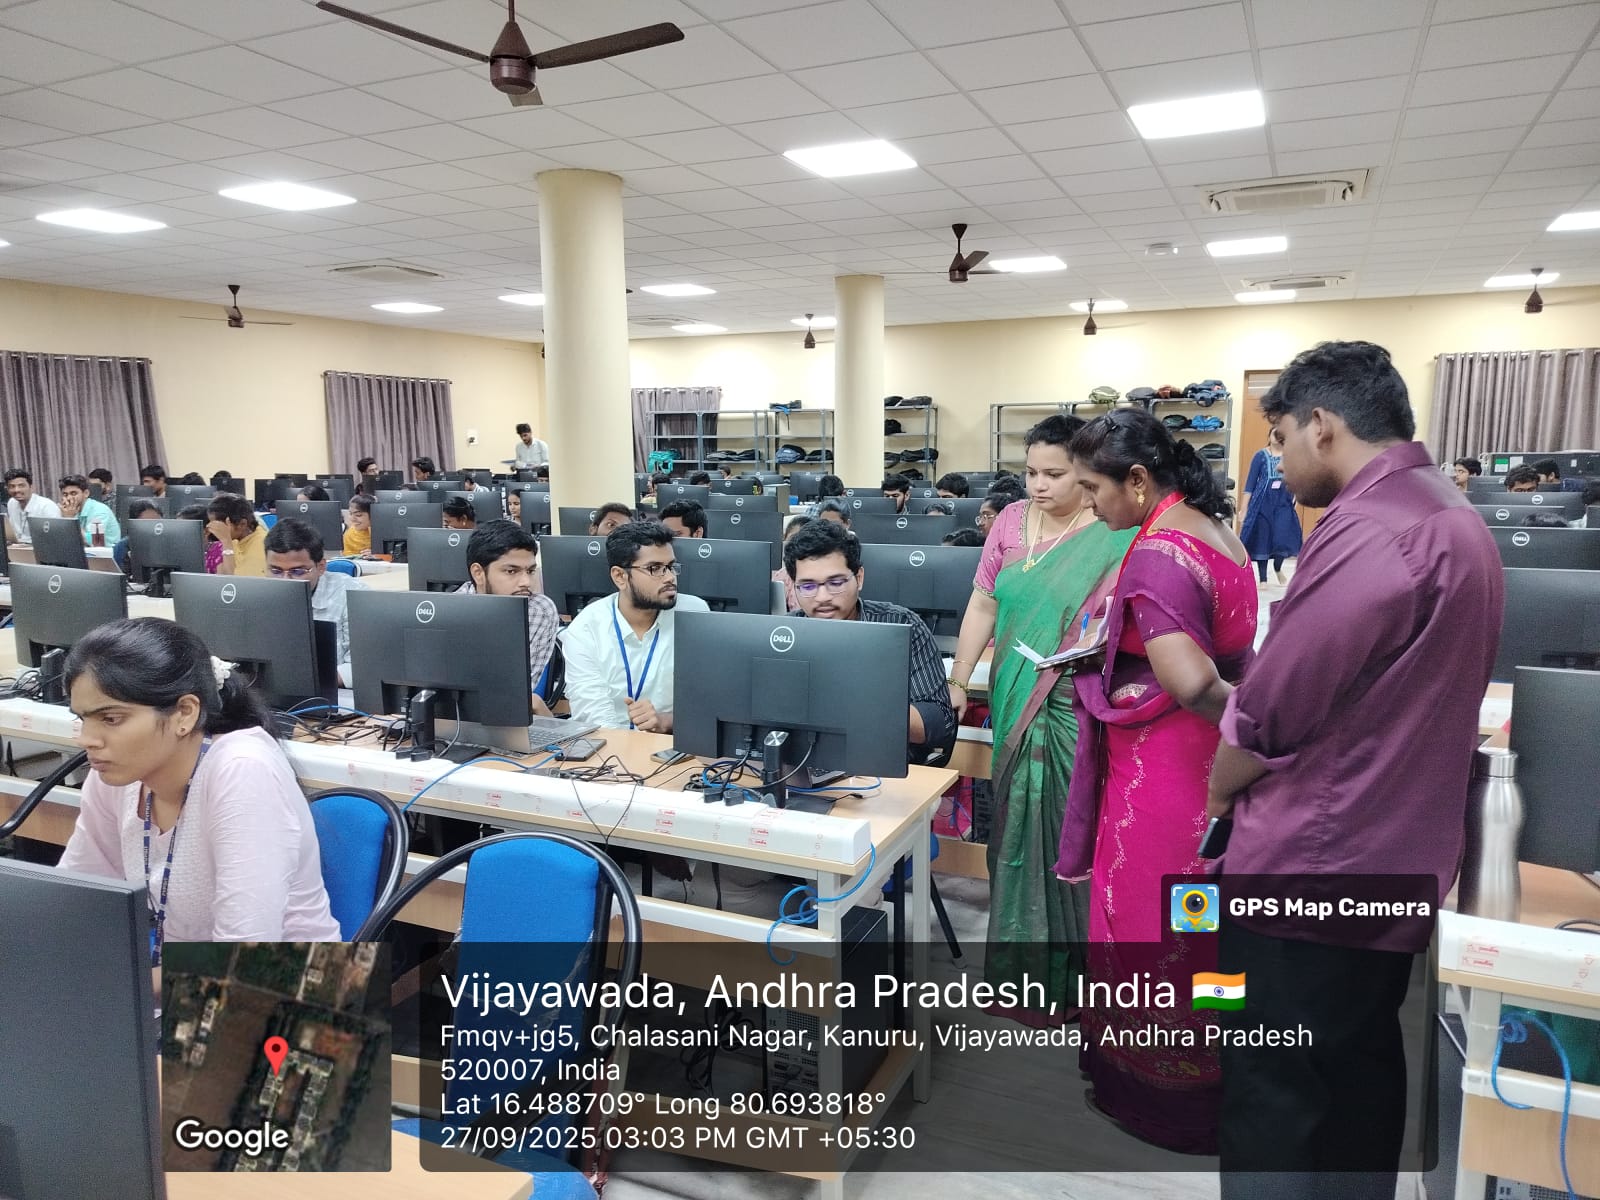 DELL
DELL
DELL
DELL
GPS Map Camera
Vijayawada, Andhra Pradesh, India 🇮🇳
Fmqv+jg5, Chalasani Nagar, Kanuru, Vijayawada, Andhra Pradesh
520007, India
Lat 16.488709° Long 80.693818°
27/09/2025 03:03 PM GMT +05:30
Google